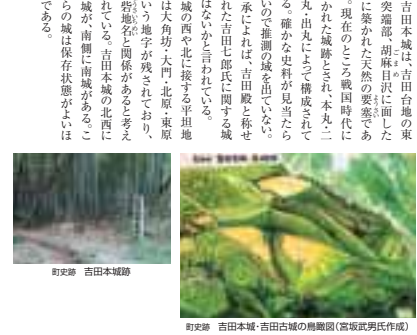 吉田本城は、吉田台地の東
突端部、胡麻目沢に面した
に築かれた天然の要塞であ
。現在のところ戦国時代に
かれた城跡とされ、本丸・二
丸・出丸によって構成されて
る。確かな史料が見当たら
いので推測の域を出ていない。
承によれば、吉田殿と称せ
れた吉田七郎氏に関する城
はないかと言われている。
城の西や北に接する平坦地
は大角坊・大門・北原・東原
いう地字が残されており、
些地名と関係があると考え
れている。吉田本城の北西に
城が、南側に南城がある。こ
らの城は保存状態がよいほ
である。
町史跡 吉田本城跡
町史跡 吉田本城・吉田古城の鳥瞰図(宮坂武男氏作成)